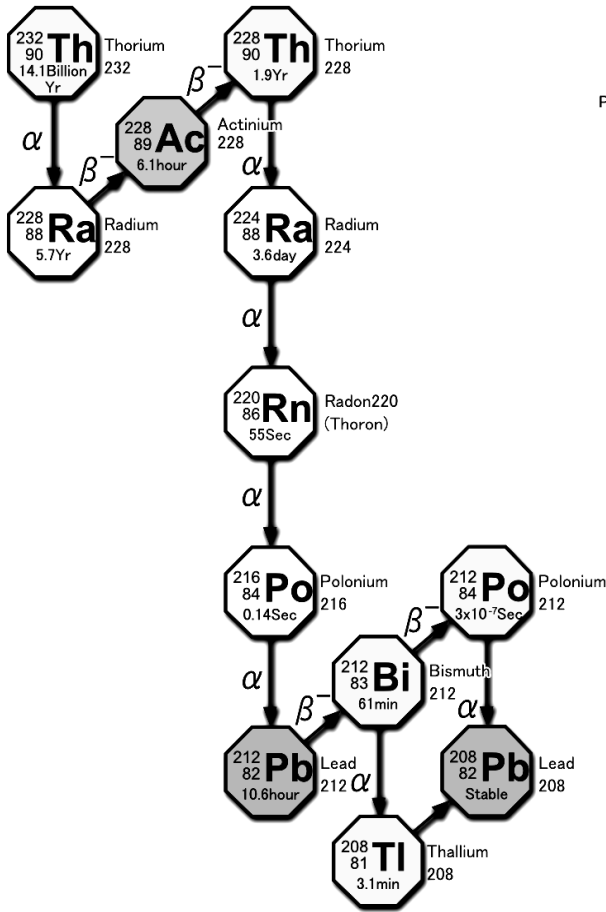 232
90
Th
14.1Billion
Yr
Thorium
232
228
90
Th
1.9Yr
Thorium
228
P
β⁻
α
228
89
Ac
6.1hour
Actinium
228
β⁻
α
228
88
Ra
5.7Yr
Radium
228
224
88
Ra
3.6day
Radium
224
α
220
86
Rn
55Sec
Radon220
(Thoron)
α
216
84
Po
0.14Sec
Polonium
216
212
84
Po
3x10⁻⁷Sec
Polonium
212
β⁻
212
83
Bi
61min
Bismuth
212
α
β⁻
α
212
82
Pb
10.6hour
Lead
212
α
208
82
Pb
Stable
Lead
208
208
81
Tl
3.1min
Thallium
208